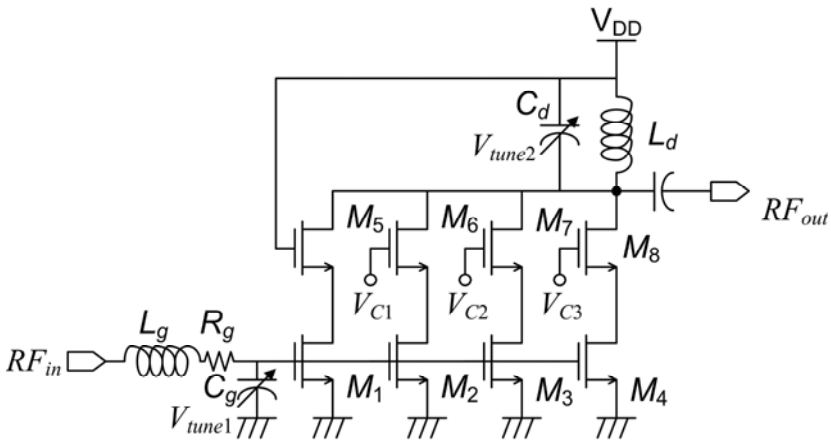 V_DD
C_d
V_tune2
L_d
RF_out
M_5
M_6
M_7
M_8
V_C1
V_C2
V_C3
L_g
R_g
RF_in
C_g
V_tune1
M_1
M_2
M_3
M_4